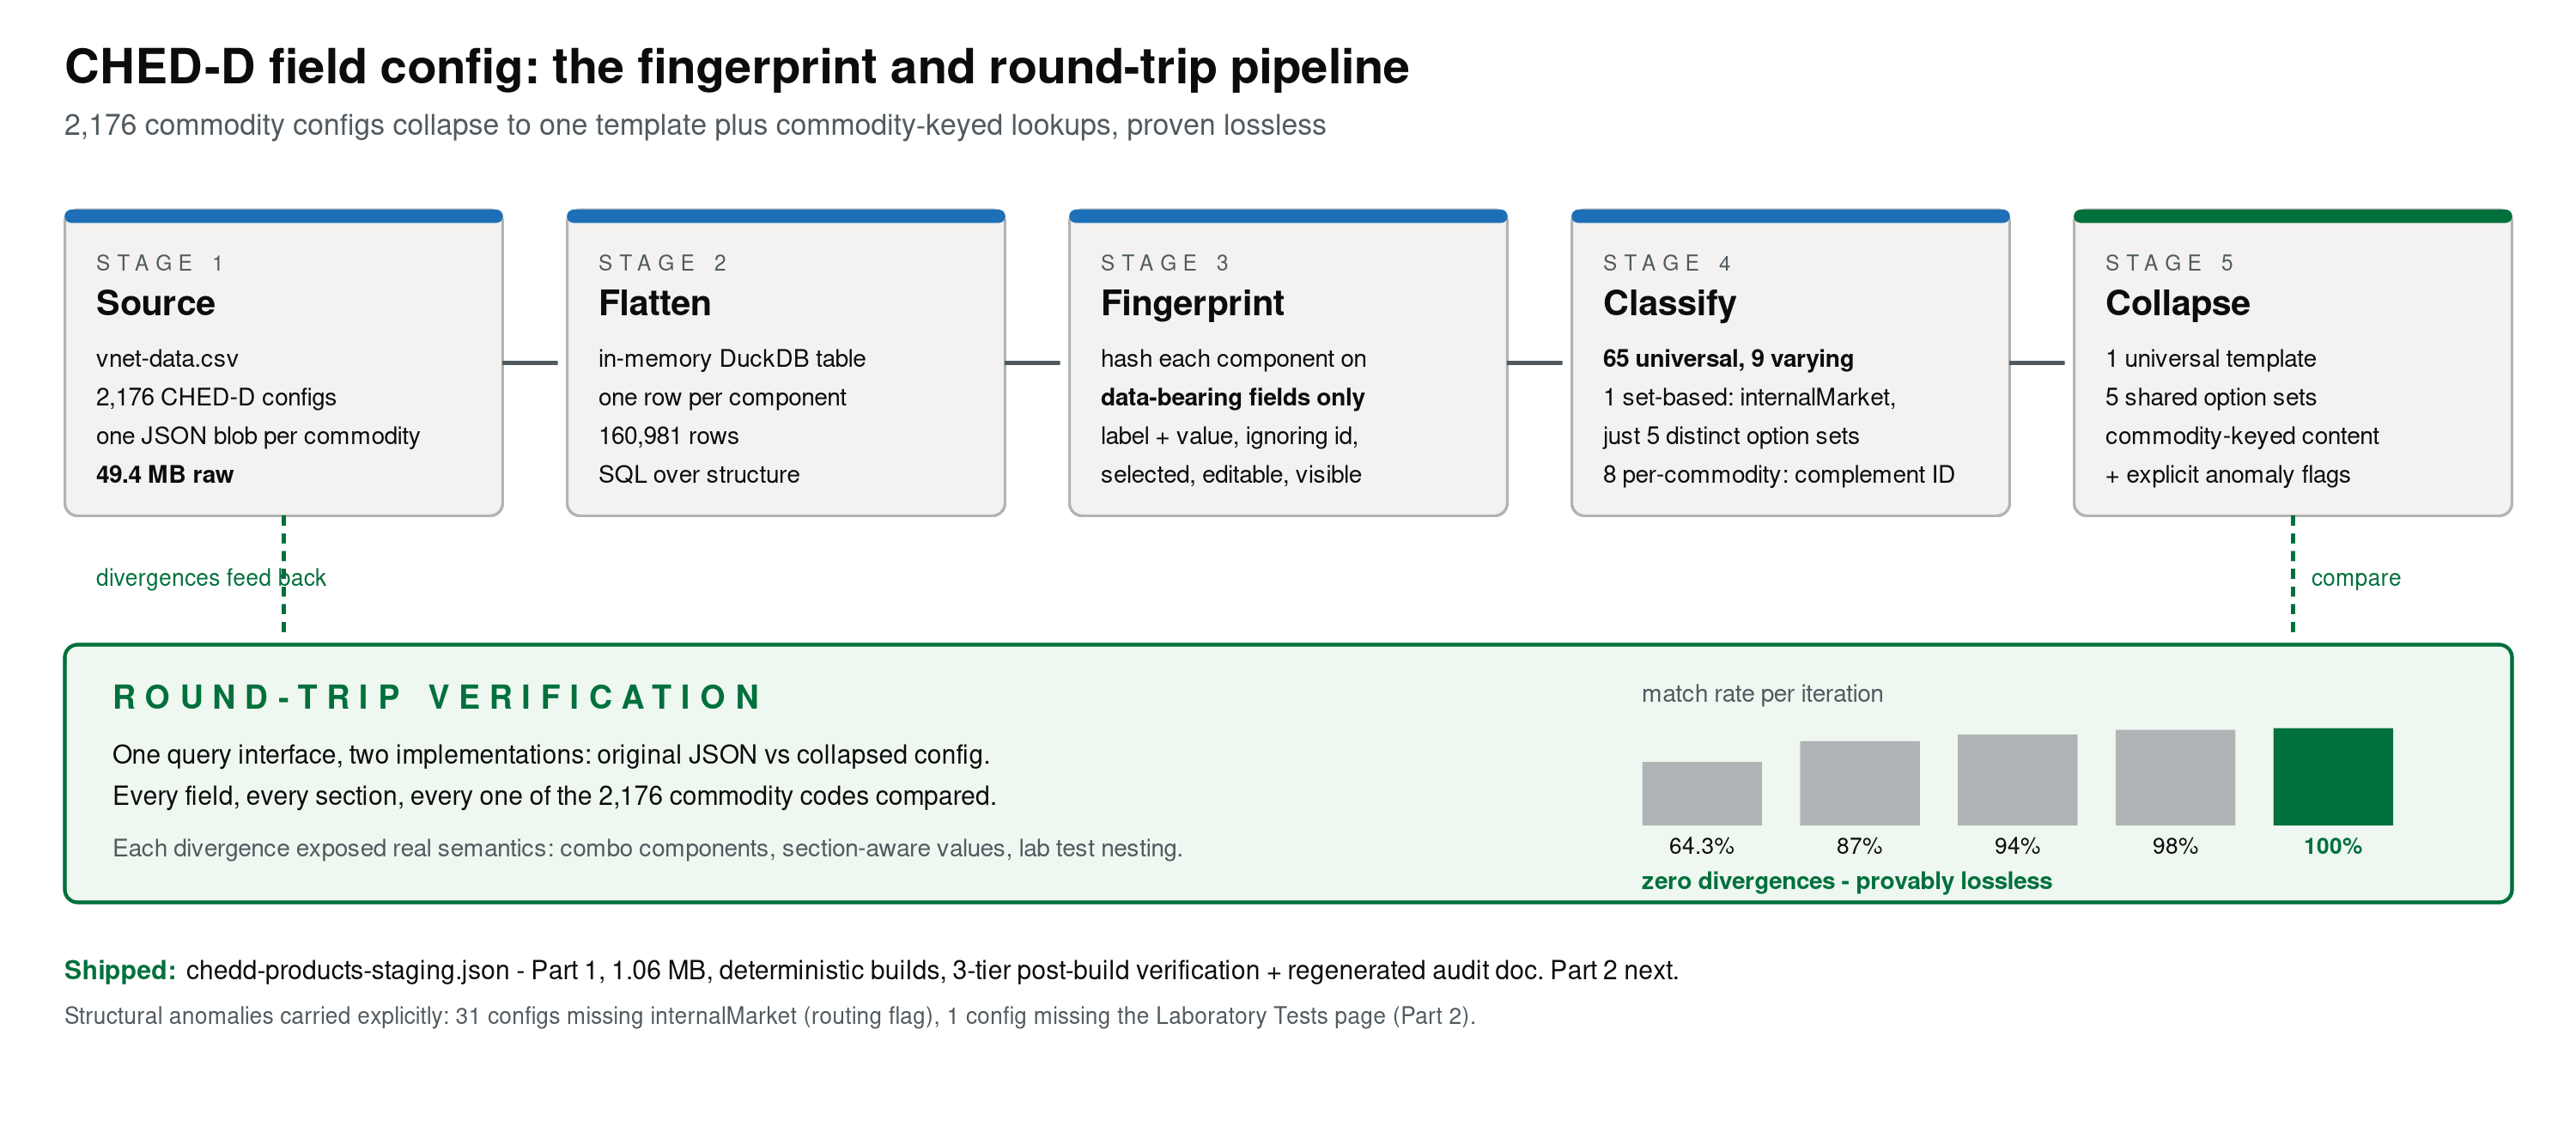 CHED-D field config: the fingerprint and round-trip pipeline
2,176 commodity configs collapse to one template plus commodity-keyed lookups, proven lossless
STAGE 1
Source
vnet-data.csv
2,176 CHED-D configs
one JSON blob per commodity
49.4 MB raw
STAGE 2
Flatten
in-memory DuckDB table
one row per component
160,981 rows
SQL over structure
STAGE 3
Fingerprint
hash each component on
data-bearing fields only
label + value, ignoring id,
selected, editable, visible
STAGE 4
Classify
65 universal, 9 varying
1 set-based: internalMarket,
just 5 distinct option sets
8 per-commodity: complement ID
STAGE 5
Collapse
1 universal template
5 shared option sets
commodity-keyed content
+ explicit anomaly flags
divergences feed back
compare
ROUND-TRIP VERIFICATION
One query interface, two implementations: original JSON vs collapsed config.
Every field, every section, every one of the 2,176 commodity codes compared.
Each divergence exposed real semantics: combo components, section-aware values, lab test nesting.
match rate per iteration
64.3% 87% 94% 98% 100%
zero divergences - provably lossless
Shipped: chedd-products-staging.json - Part 1, 1.06 MB, deterministic builds, 3-tier post-build verification + regenerated audit doc. Part 2 next.
Structural anomalies carried explicitly: 31 configs missing internalMarket (routing flag), 1 config missing the Laboratory Tests page (Part 2).